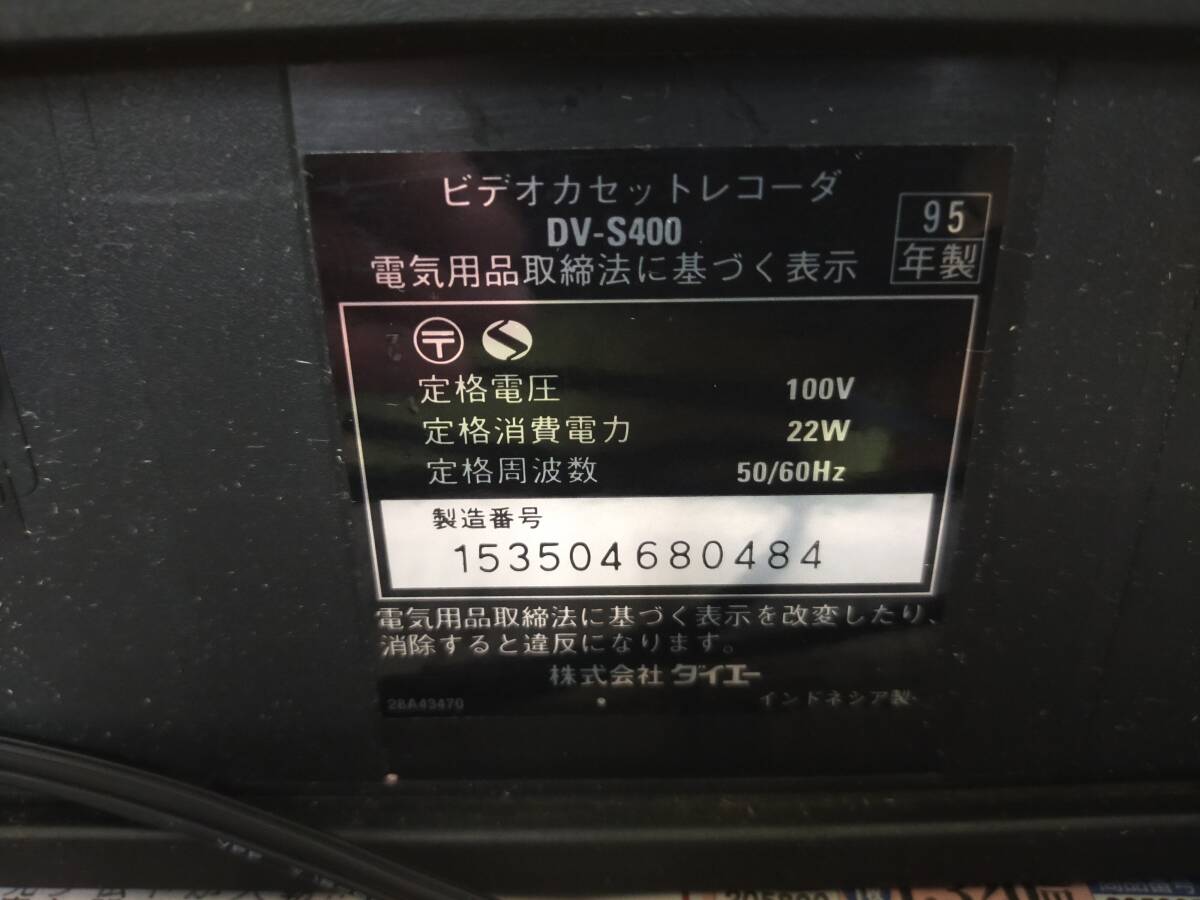 ビデオカセットレコーダ
DV-S400
95
年製
電気用品取締法に基づく表示
〒
定格電圧 100V
定格消費電力 22W
定格周波数 50/60Hz
製造番号
153504680484
電気用品取締法に基づく表示を改変したり、
消除すると違反になります。
株式会社 ダイエー
28A43470 インドネシア製